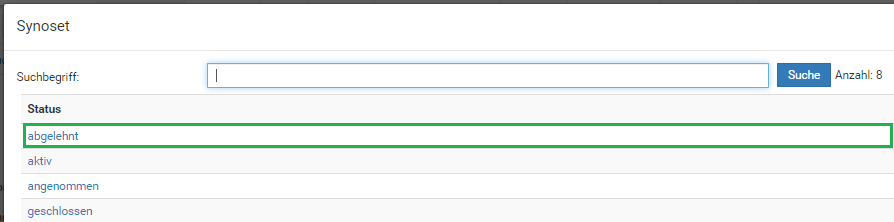 Synoset
Suchbegriff:
Suche Anzahl: 8
Status
abgelehnt
aktiv
angenommen
geschlossen